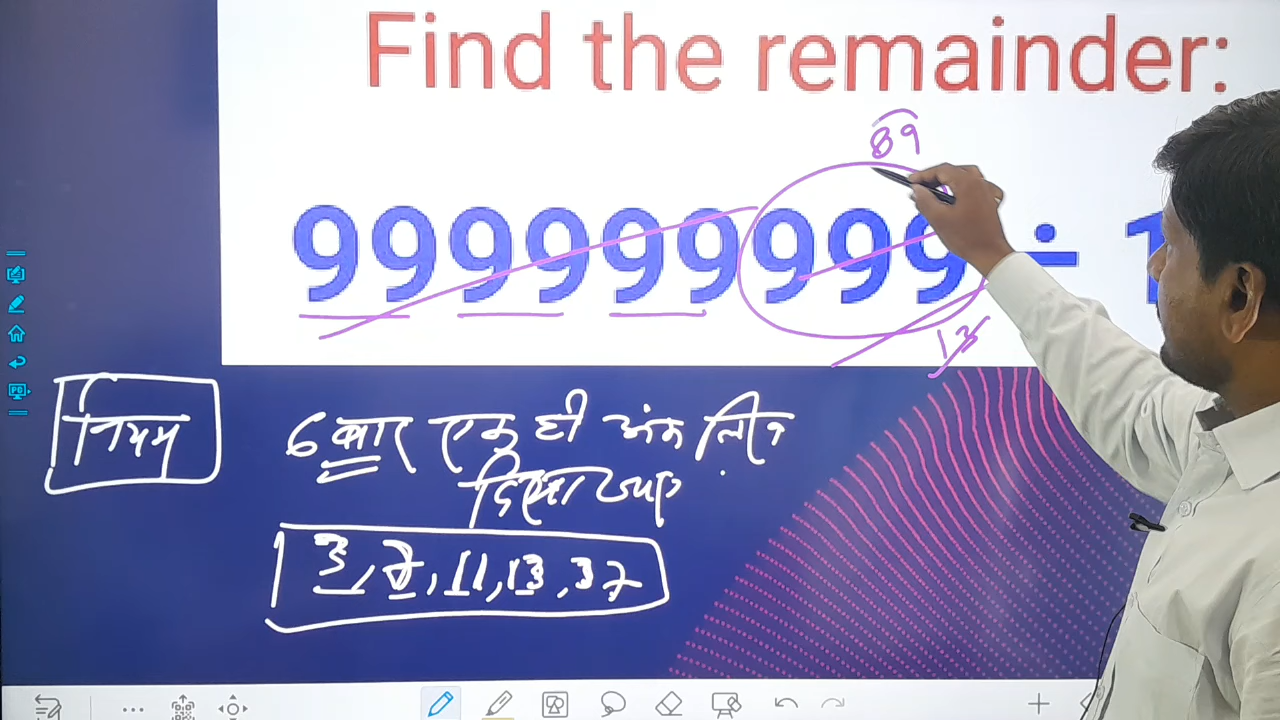 Find the remainder:
89
999999999 ÷ 1
13
नियम
6 बार एक ही अंक लिख
दिया जाए
3, 7, 11, 13, 37